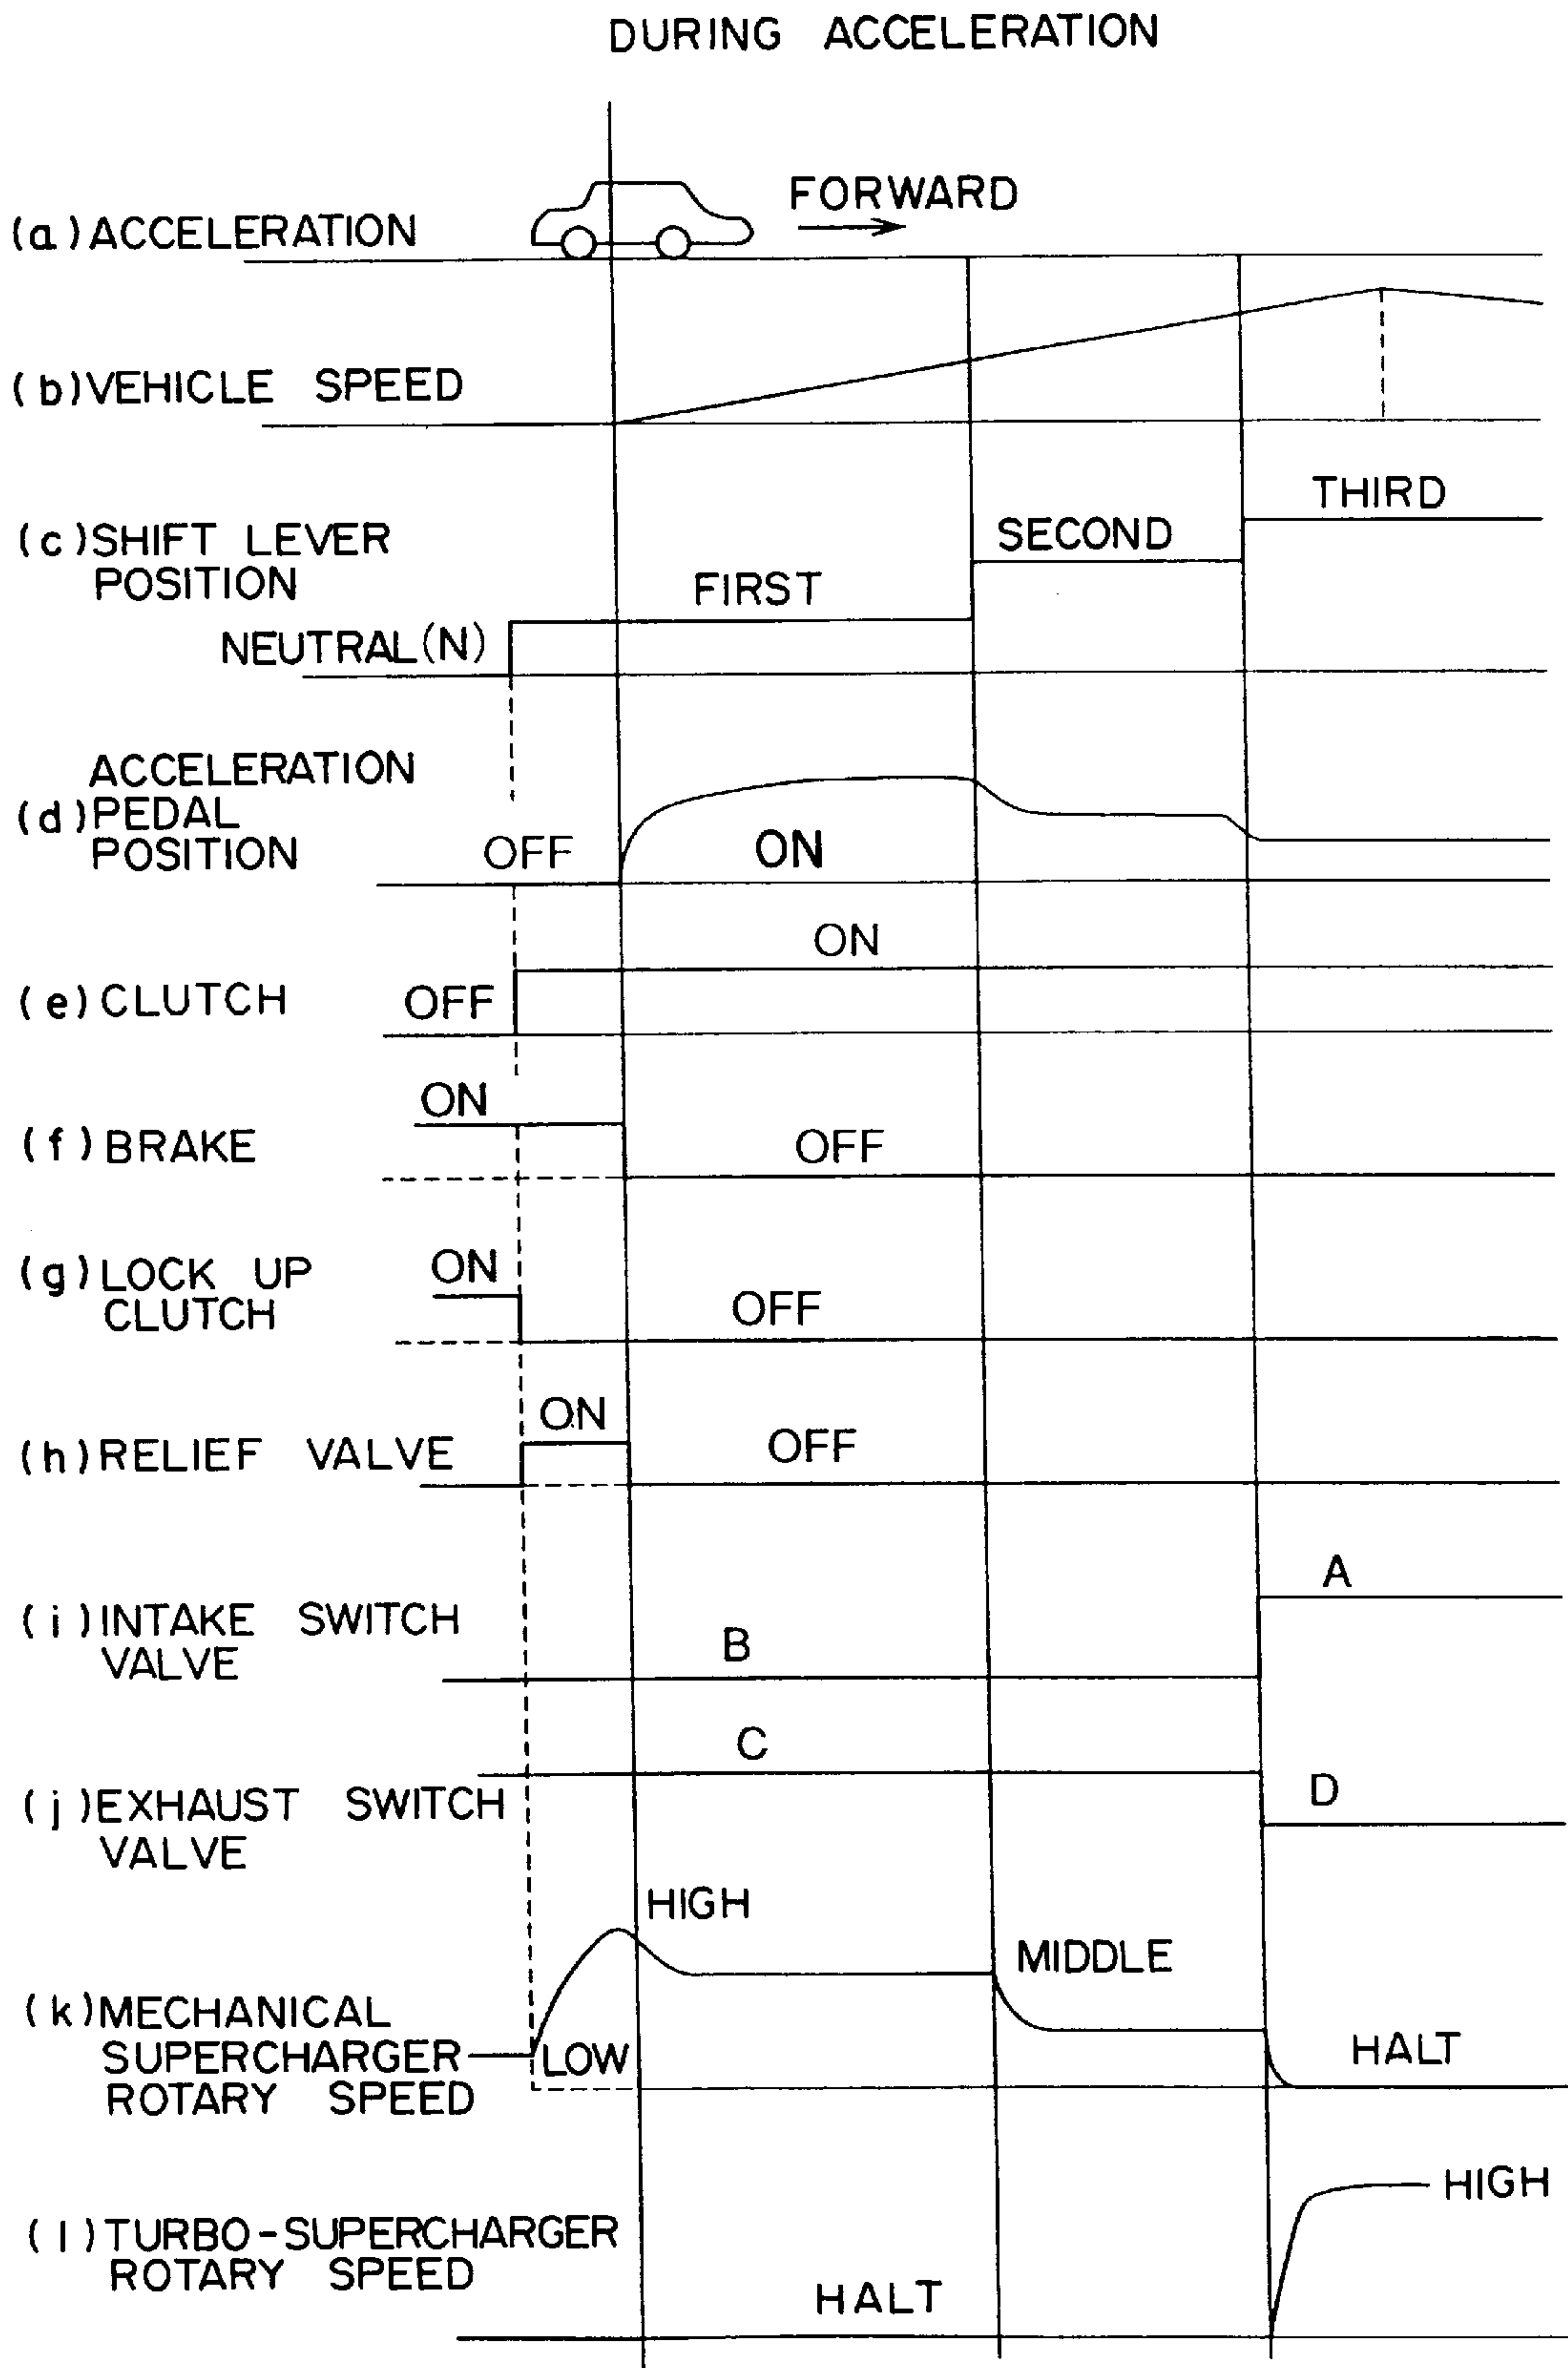 DURING ACCELERATION
FORWARD
(a) ACCELERATION
(b) VEHICLE SPEED
THIRD
SECOND
(c) SHIFT LEVER
POSITION
FIRST
NEUTRAL (N)
ACCELERATION
(d) PEDAL
POSITION
OFF
ON
ON
(e) CLUTCH
OFF
ON
(f) BRAKE
OFF
(g) LOCK UP
CLUTCH
ON
OFF
ON
(h) RELIEF VALVE
OFF
A
(i) INTAKE SWITCH
VALVE
B
C
(j) EXHAUST SWITCH
VALVE
D
HIGH
MIDDLE
(k) MECHANICAL
SUPERCHARGER
ROTARY SPEED
LOW
HALT
HIGH
(l) TURBO-SUPERCHARGER
ROTARY SPEED
HALT